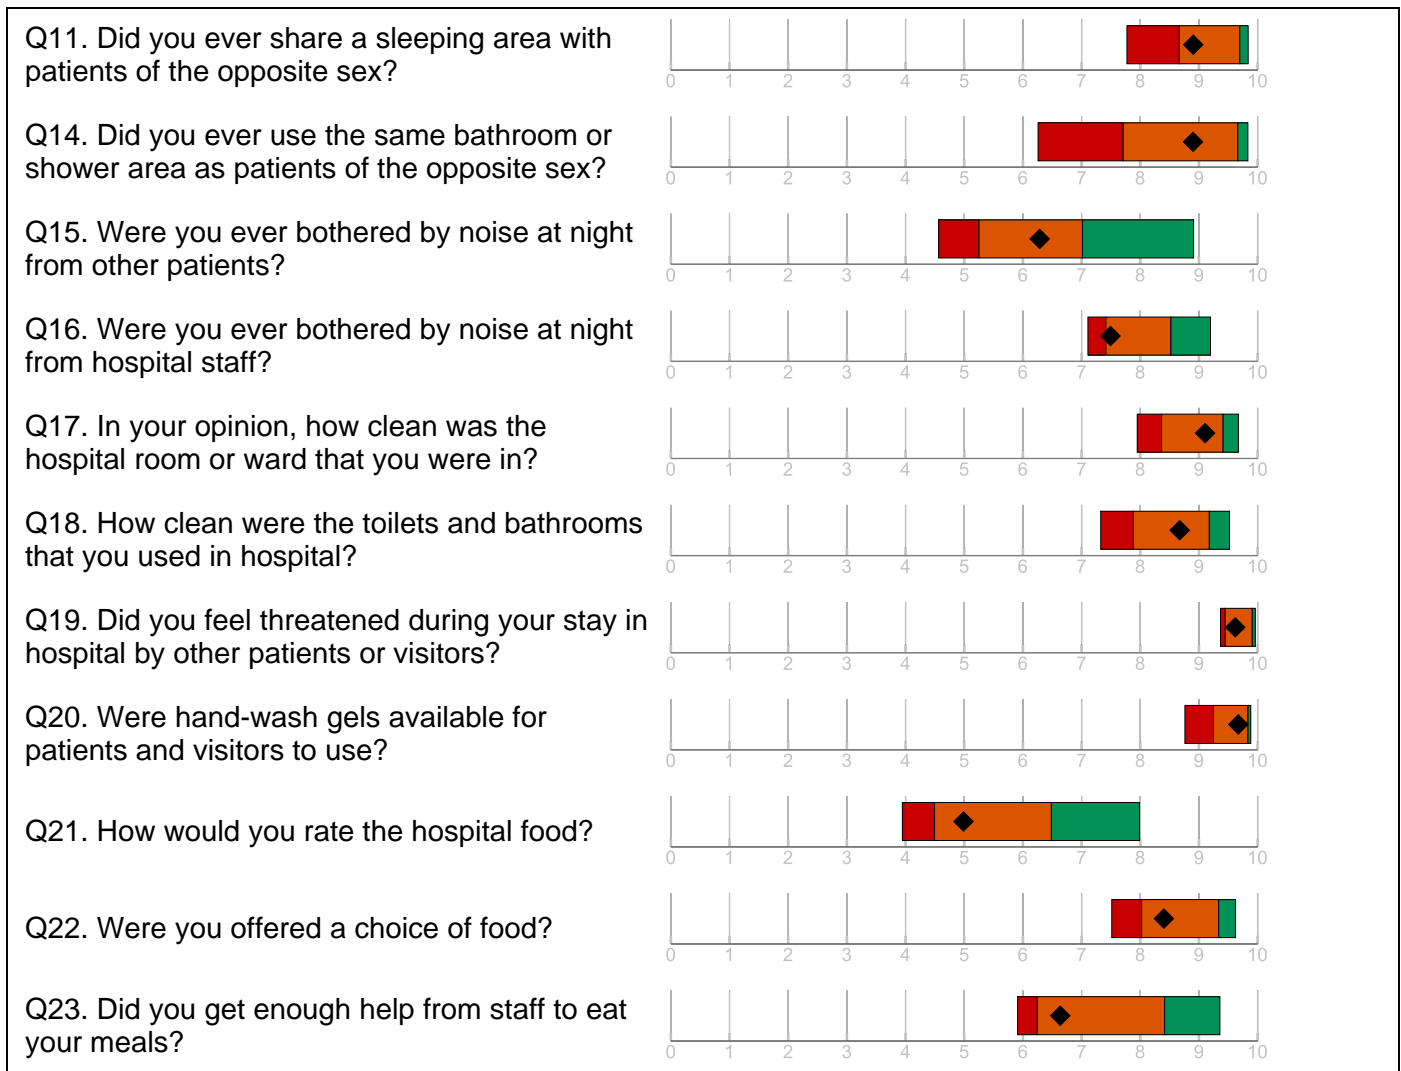 Q11. Did you ever share a sleeping area with
patients of the opposite sex?
0 1 2 3 4 5 6 7 8 9 10
Q14. Did you ever use the same bathroom or
shower area as patients of the opposite sex?
0 1 2 3 4 5 6 7 8 9 10
Q15. Were you ever bothered by noise at night
from other patients?
0 1 2 3 4 5 6 7 8 9 10
Q16. Were you ever bothered by noise at night
from hospital staff?
0 1 2 3 4 5 6 7 8 9 10
Q17. In your opinion, how clean was the
hospital room or ward that you were in?
0 1 2 3 4 5 6 7 8 9 10
Q18. How clean were the toilets and bathrooms
that you used in hospital?
0 1 2 3 4 5 6 7 8 9 10
Q19. Did you feel threatened during your stay in
hospital by other patients or visitors?
0 1 2 3 4 5 6 7 8 9 10
Q20. Were hand-wash gels available for
patients and visitors to use?
0 1 2 3 4 5 6 7 8 9 10
Q21. How would you rate the hospital food?
0 1 2 3 4 5 6 7 8 9 10
Q22. Were you offered a choice of food?
0 1 2 3 4 5 6 7 8 9 10
Q23. Did you get enough help from staff to eat
your meals?
0 1 2 3 4 5 6 7 8 9 10